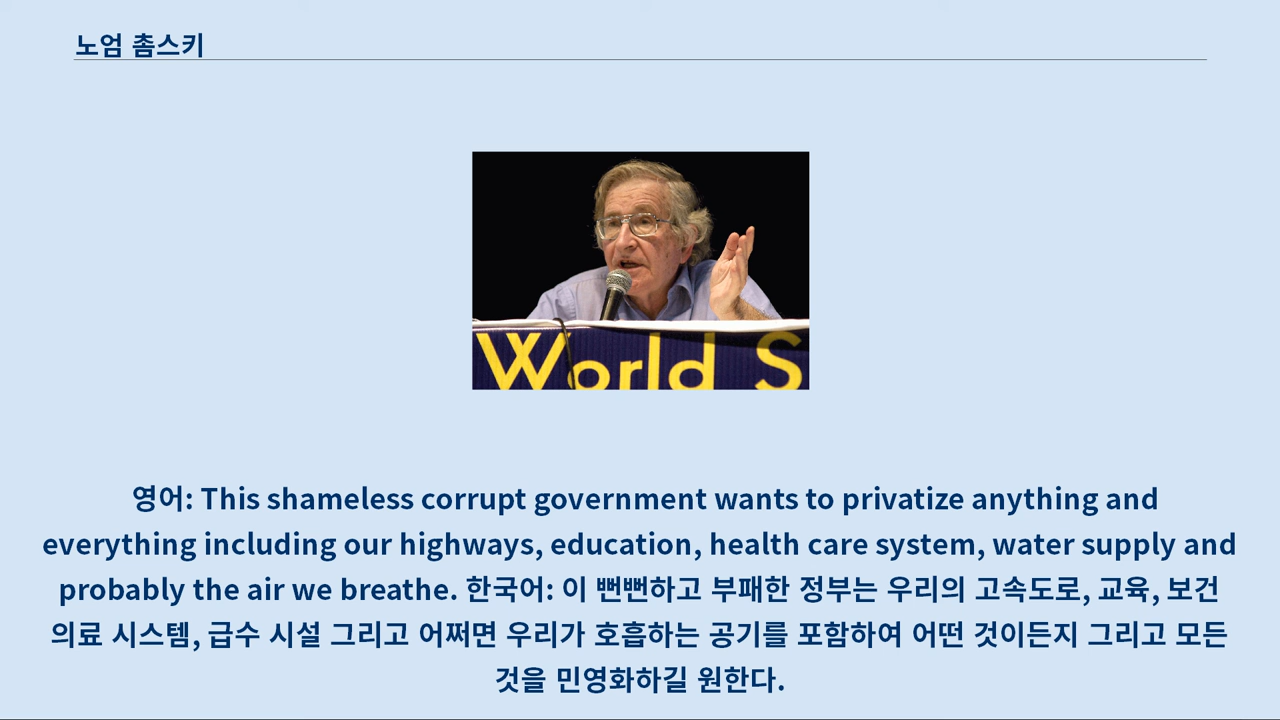 노엄 촘스키
World S
영어: This shameless corrupt government wants to privatize anything and
everything including our highways, education, health care system, water supply and
probably the air we breathe. 한국어: 이 뻔뻔하고 부패한 정부는 우리의 고속도로, 교육, 보건
의료 시스템, 급수 시설 그리고 어쩌면 우리가 호흡하는 공기를 포함하여 어떤 것이든지 그리고 모든
것을 민영화하길 원한다.